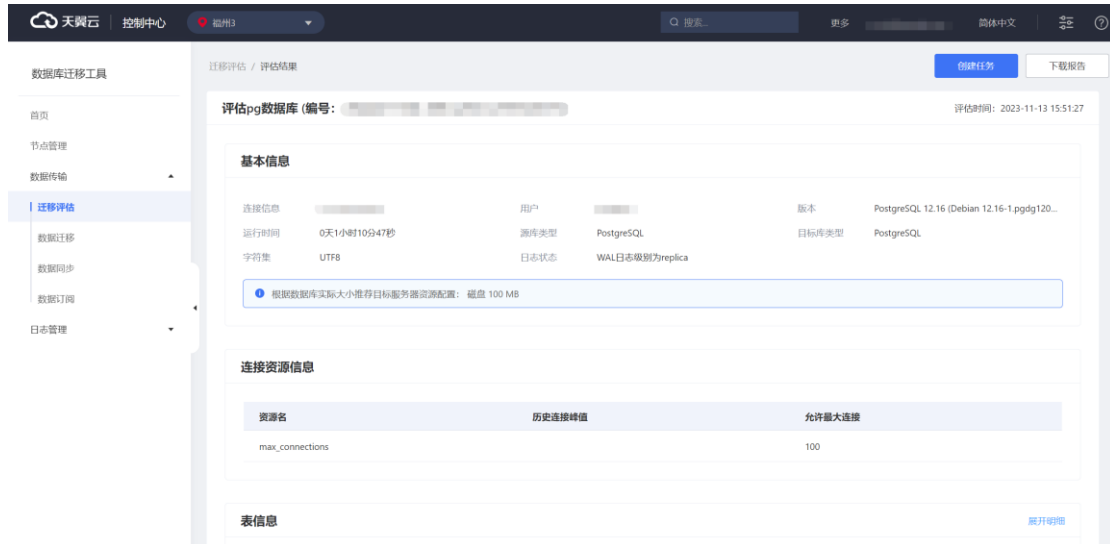 天翼云 控制中心 福州3 搜索... 更多 简体中文
数据库迁移工具
首页
节点管理
数据传输
迁移评估
数据迁移
数据同步
数据订阅
日志管理
迁移评估 / 评估结果 创建任务 下载报告
评估pg数据库 (编号: 评估时间: 2023-11-13 15:51:27
基本信息
连接信息 用户 版本 PostgreSQL 12.16 (Debian 12.16-1.pgdg120...
运行时间 0天1小时10分47秒 源库类型 PostgreSQL 目标库类型 PostgreSQL
字符集 UTF8 日志状态 WAL日志级别为replica
根据数据库实际大小推荐目标服务器资源配置: 磁盘 100 MB
连接资源信息
资源名 历史连接峰值 允许最大连接
max_connections 100
表信息 展开明细